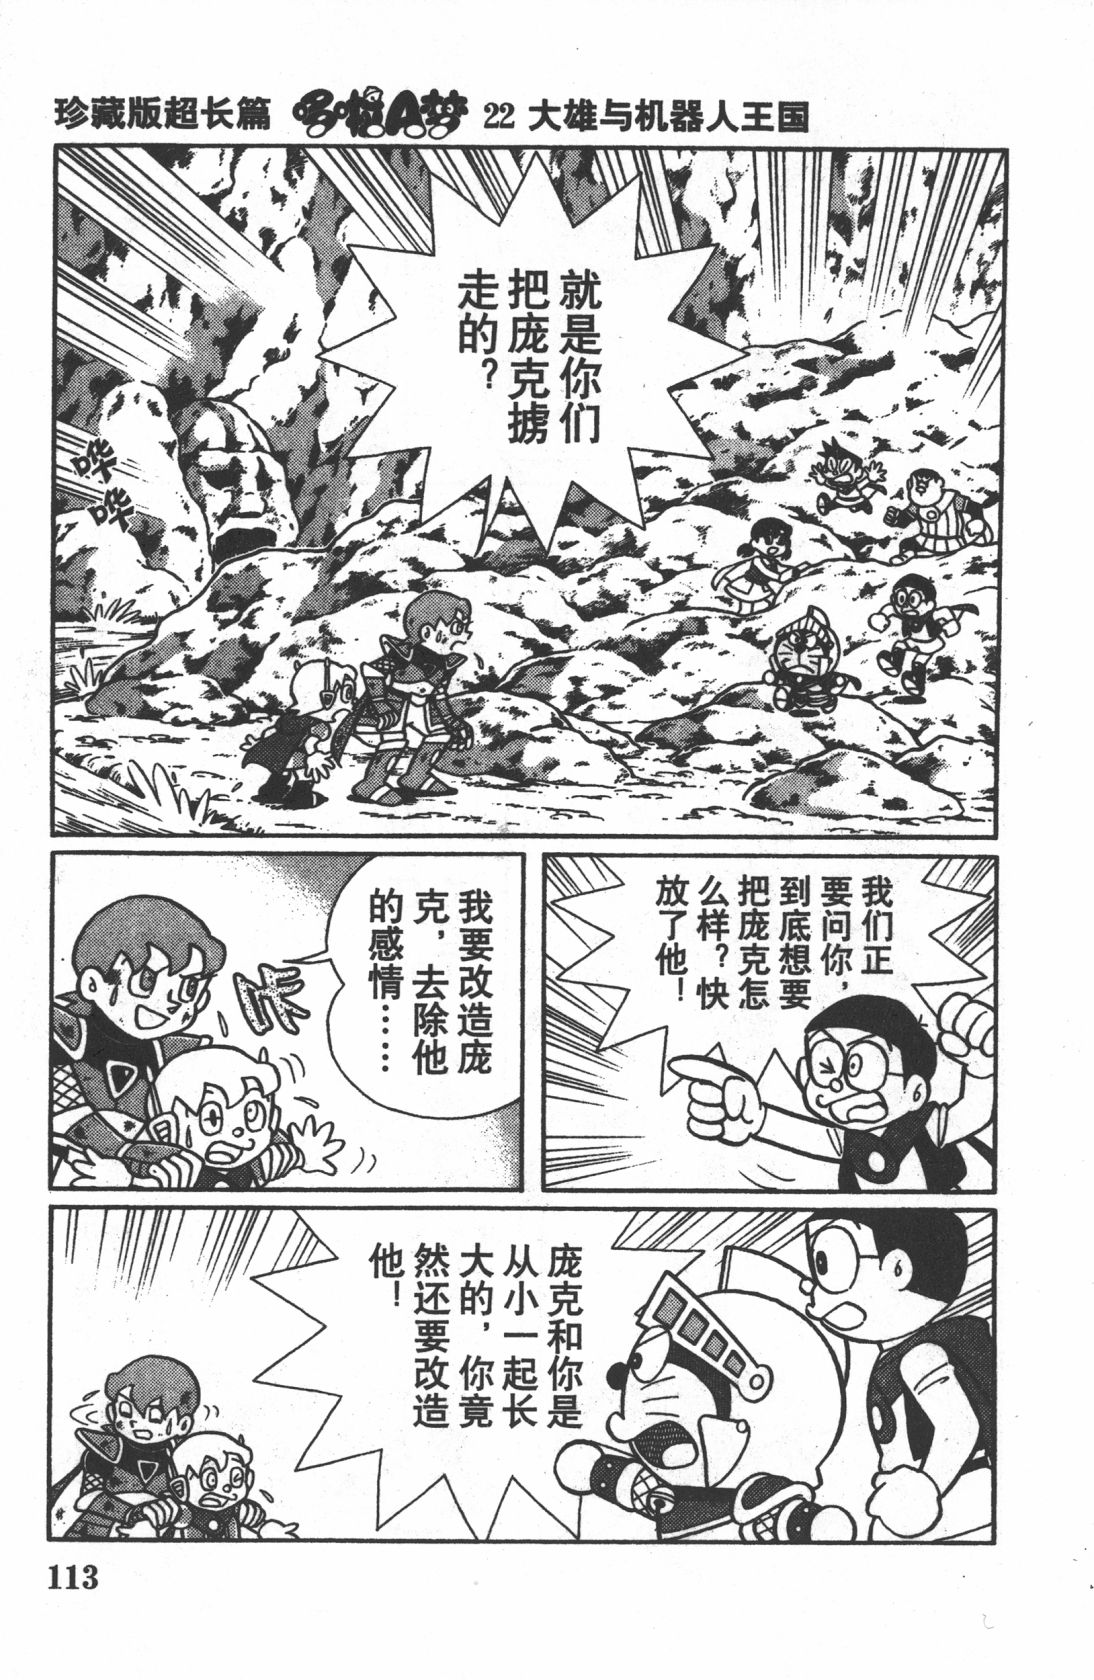 珍藏版超长篇 哆啦A梦 22 大雄与机器人王国
就是你们
把庞克掳
走的？
哗
哗
我们正
要问你，
到底想要
把庞克怎
么样？快
放了他！
我要改造庞
克，去除他
的感情……
咔
庞克和你是
从小一起长
大的，你竟
然还要改造
他！
113